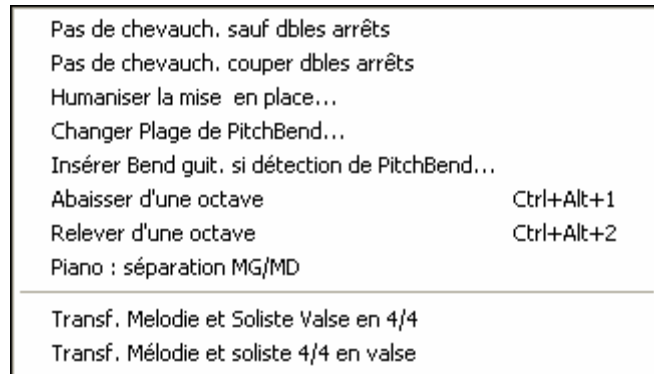 Pas de chevauch. sauf dbles arrêts
Pas de chevauch. couper dbles arrêts
Humaniser la mise  en place...
Changer Plage de PitchBend...
Insérer Bend guit. si détection de PitchBend...
Abaisser d'une octave Ctrl+Alt+1
Relever d'une octave Ctrl+Alt+2
Piano : séparation MG/MD
Transf. Melodie et Soliste Valse en 4/4
Transf. Mélodie et soliste 4/4 en valse